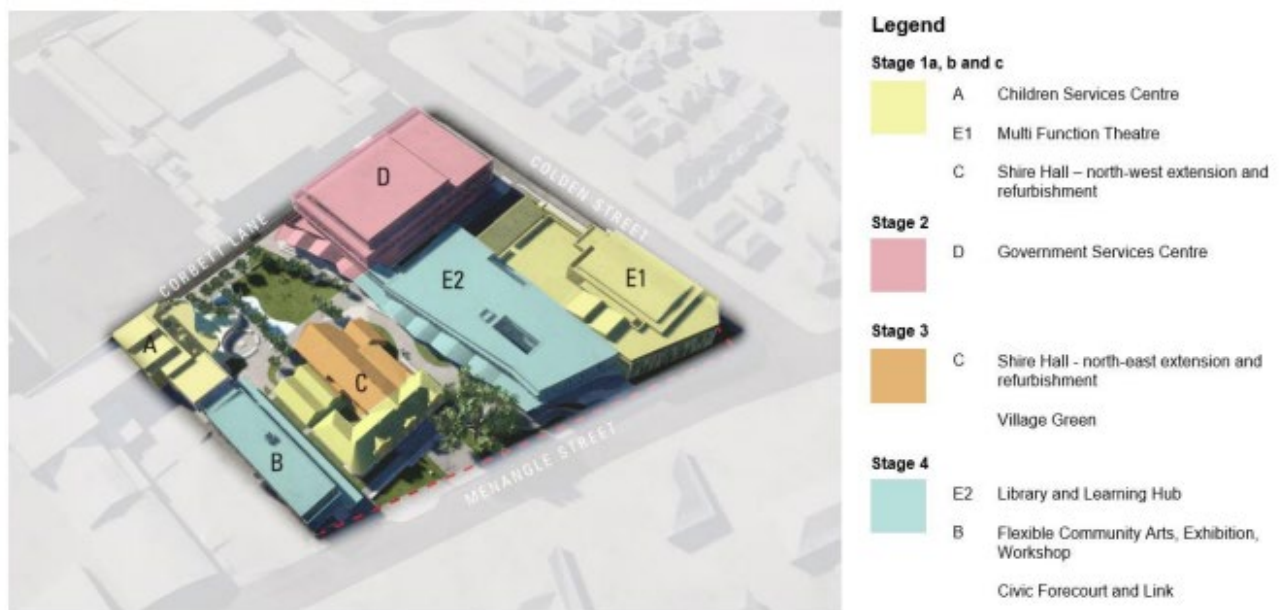 D
COLDEN STREET
CORBETT LANE
E2
E1
A
C
B
MENANGLE STREET
Legend
Stage 1a, b and c
A Children Services Centre
E1 Multi Function Theatre
C Shire Hall – north-west extension and
refurbishment
Stage 2
D Government Services Centre
Stage 3
C Shire Hall - north-east extension and
refurbishment
Village Green
Stage 4
E2 Library and Learning Hub
B Flexible Community Arts, Exhibition,
Workshop
Civic Forecourt and Link